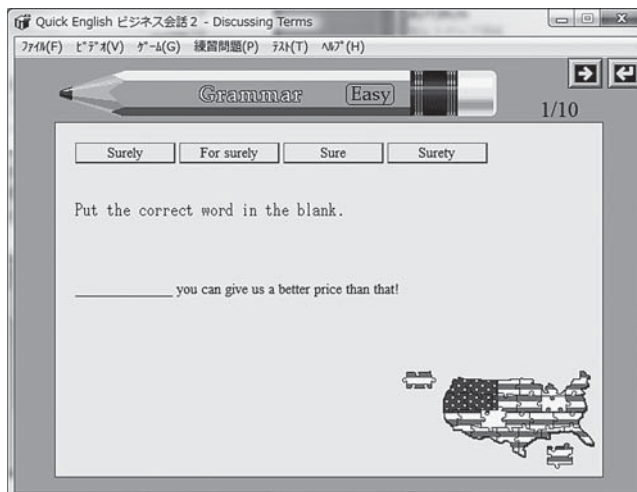 Quick English ビジネス会話2 - Discussing Terms
ファイル(F) ビデオ(V) ゲーム(G) 練習問題(P) テスト(T) ヘルプ(H)
Grammar Easy
1/10
Surely For surely Sure Surety
Put the correct word in the blank.
____________ you can give us a better price than that!